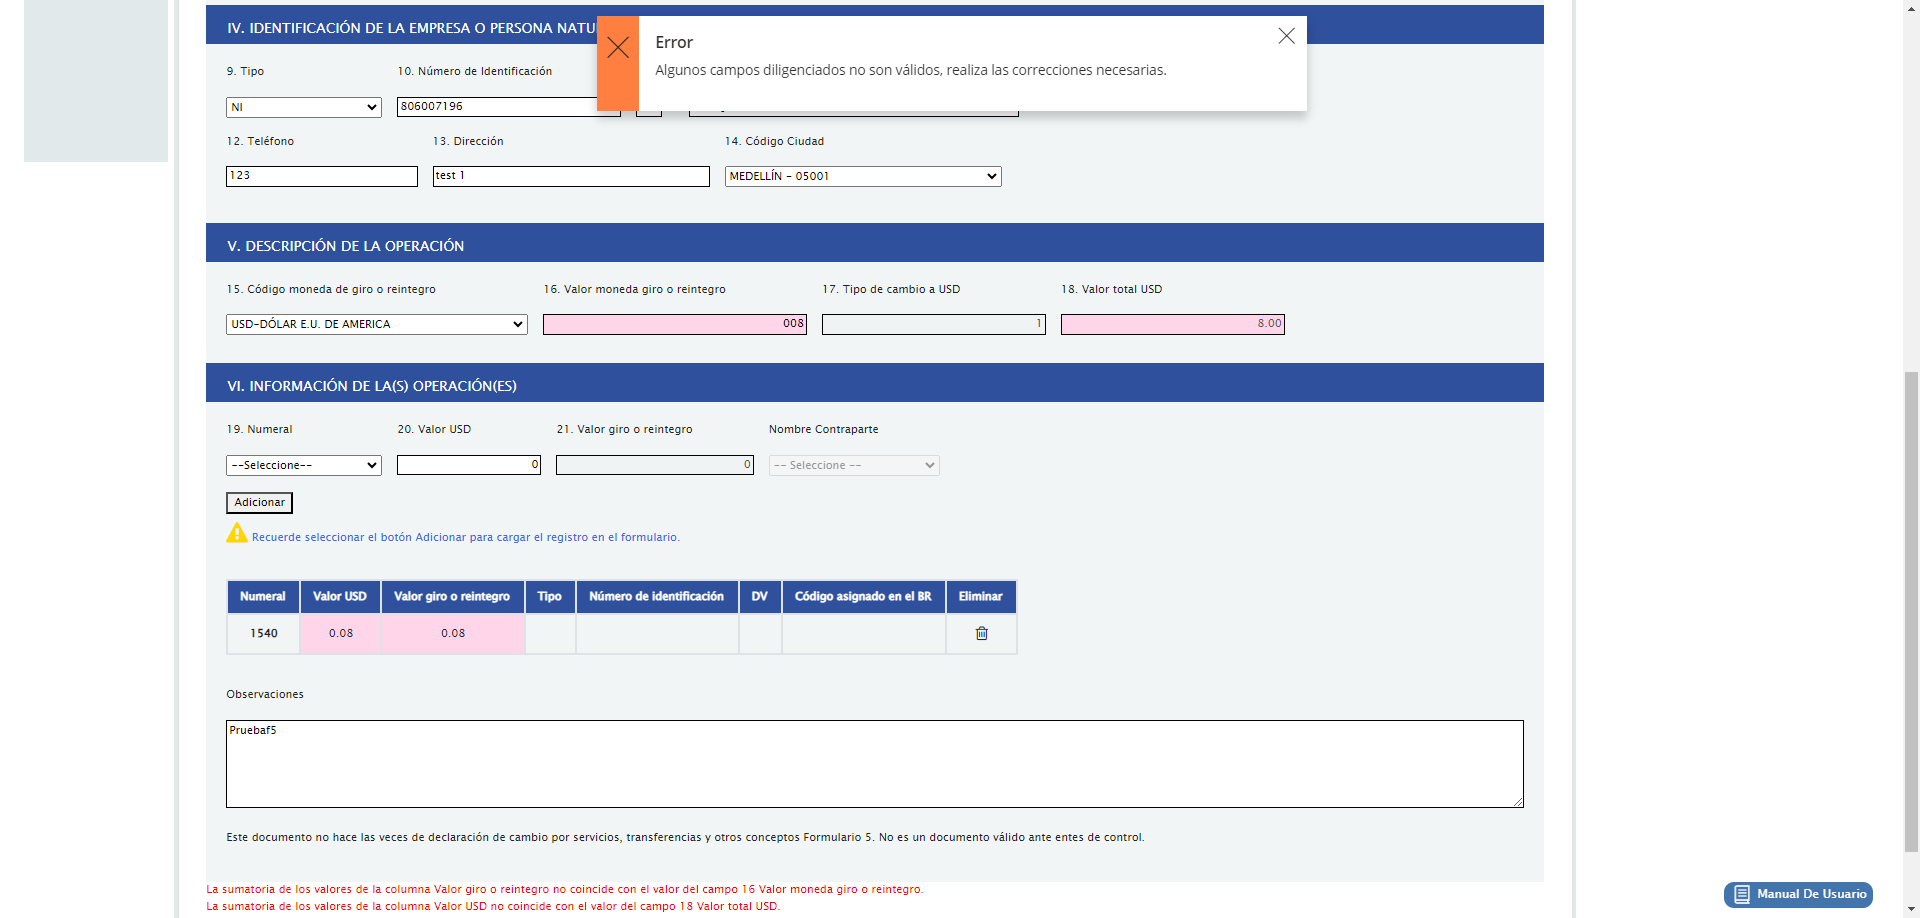 IV. IDENTIFICACIÓN DE LA EMPRESA O PERSONA
Error
Algunos campos diligenciados no son válidos, realiza las correcciones necesarias.
9. Tipo
10. Número de Identificación
NI
806007196
12. Teléfono
13. Dirección
14. Código Ciudad
123
test 1
MEDELLÍN - 05001
V. DESCRIPCIÓN DE LA OPERACIÓN
15. Código moneda de giro o reintegro
16. Valor moneda giro o reintegro
17. Tipo de cambio a USD
18. Valor total USD
USD-DÓLAR E.U. DE AMERICA
008
1
8.00
VI. INFORMACIÓN DE LA(S) OPERACIÓN(ES)
19. Numeral
20. Valor USD
21. Valor giro o reintegro
Nombre Contraparte
--Seleccione--
0
0
-- Seleccione --
Adicionar
Recuerde seleccionar el botón Adicionar para cargar el registro en el formulario.
Numeral Valor USD Valor giro o reintegro Tipo Número de identificación DV Código asignado en el BR Eliminar
1540 0.08 0.08
Observaciones
Pruebaf5
Este documento no hace las veces de declaración de cambio por servicios, transferencias y otros conceptos Formulario 5. No es un documento válido ante entes de control.
La sumatoria de los valores de la columna Valor giro o reintegro no coincide con el valor del campo 16 Valor moneda giro o reintegro.
La sumatoria de los valores de la columna Valor USD no coincide con el valor del campo 18 Valor total USD.
Manual De Usuario